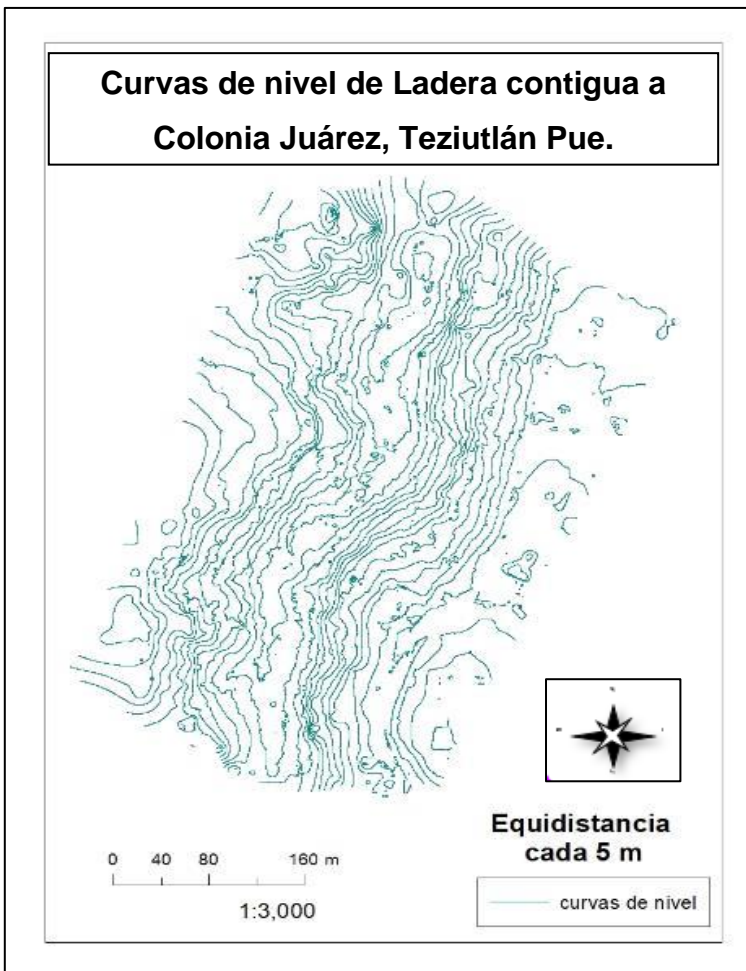 Curvas de nivel de Ladera contigua a
Colonia Juárez, Teziutlán Pue.
Equidistancia
cada 5 m
0 40 80 160 m
1:3,000
curvas de nivel